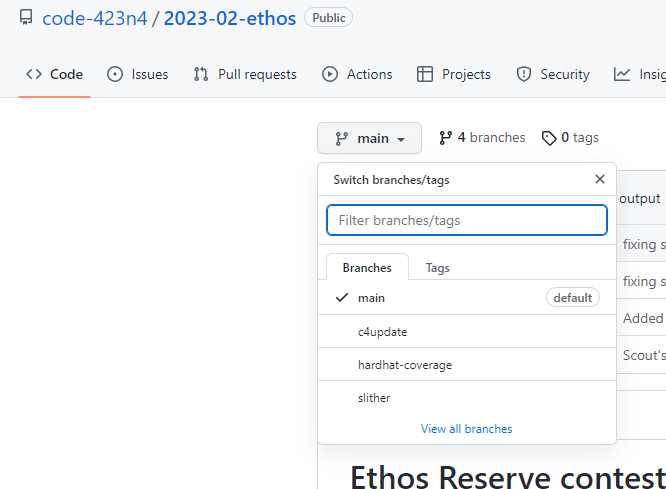 code-423n4 / 2023-02-ethos Public
Code Issues Pull requests Actions Projects Security
main 4 branches 0 tags
Switch branches/tags
output
Filter branches/tags
fixing s
Branches Tags
fixing s
main default
Added
c4update
Scout's
hardhat-coverage
slither
View all branches
Ethos Reserve contest